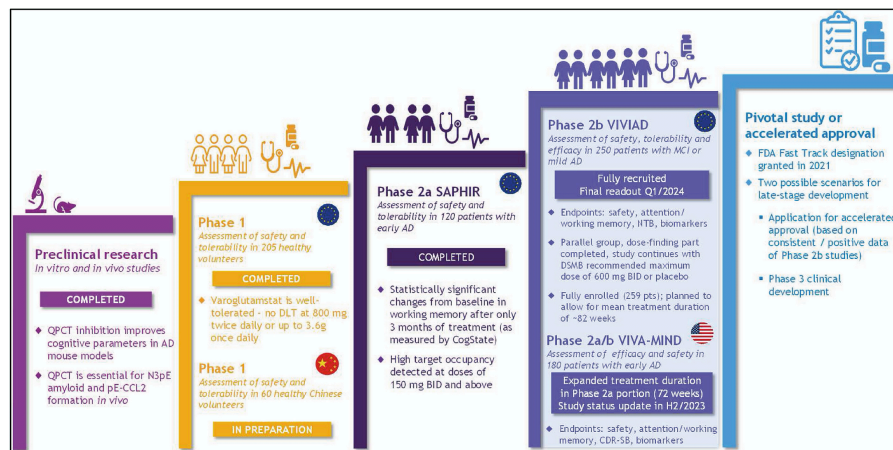 Preclinical research
In vitro and in vivo studies
COMPLETED
◆ QPCT inhibition improves
cognitive parameters in AD
mouse models
◆ QPCT is essential for N3pE
amyloid and pE-CCL2
formation in vivo
Phase 1
Assessment of safety and
tolerability in 205 healthy
volunteers
COMPLETED
◆ Varoglutamstat is well-
tolerated - no DLT at 800 mg
twice daily or up to 3.6g
once daily
Phase 1
Assessment of safety and
tolerability in 60 healthy Chinese
volunteers
IN PREPARATION
Phase 2a SAPHIR
Assessment of safety and
tolerability in 120 patients with
early AD
COMPLETED
◆ Statistically significant
changes from baseline in
working memory after only
3 months of treatment (as
measured by CogState)
◆ High target occupancy
detected at doses of
150 mg BID and above
Phase 2b VIVIAD
Assessment of safety, tolerability and
efficacy in 250 patients with MCI or
mild AD
Fully recruited
Final readout Q1/2024
◆ Endpoints: safety, attention/
working memory, NTB, biomarkers
◆ Parallel group, dose-finding part
completed, study continues with
DSMB recommended maximum
dose of 600 mg BID or placebo
◆ Fully enrolled (259 pts); planned to
allow for mean treatment duration
of ~82 weeks
Phase 2a/b VIVA-MIND
Assessment of efficacy and safety in
180 patients with early AD
Expanded treatment duration
in Phase 2a portion (72 weeks)
Study status update in H2/2023
◆ Endpoints: safety, attention/working
memory, CDR-SB, biomarkers
Pivotal study or
accelerated approval
◆ FDA Fast Track designation
granted in 2021
◆ Two possible scenarios for
late-stage development
▪ Application for accelerated
approval (based on
consistent / positive data
of Phase 2b studies)
▪ Phase 3 clinical
development